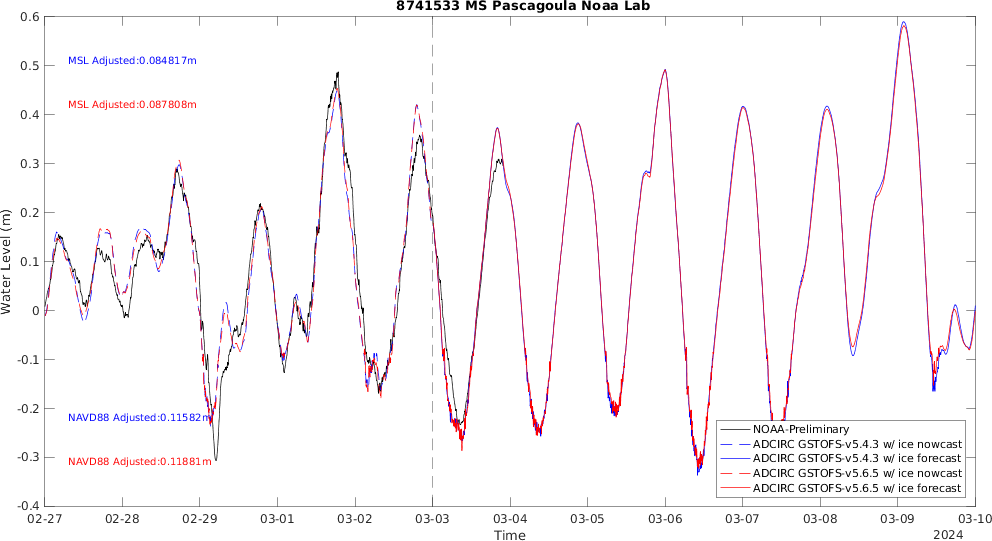 8741533 MS Pascagoula Noaa Lab
Water Level (m)
0.6
0.5
0.4
0.3
0.2
0.1
0
-0.1
-0.2
-0.3
-0.4
MSL Adjusted:0.084817m
MSL Adjusted:0.087808m
NAVD88 Adjusted:0.11582m
NAVD88 Adjusted:0.11881m
NOAA-Preliminary
ADCIRC GSTOFS-v5.4.3 w/ ice nowcast
ADCIRC GSTOFS-v5.4.3 w/ ice forecast
ADCIRC GSTOFS-v5.6.5 w/ ice nowcast
ADCIRC GSTOFS-v5.6.5 w/ ice forecast
02-27 02-28 02-29 03-01 03-02 03-03 03-04 03-05 03-06 03-07 03-08 03-09 03-10
Time
2024